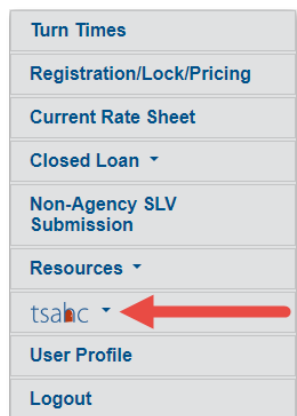 Turn Times
Registration/Lock/Pricing
Current Rate Sheet
Closed Loan
Non-Agency SLV
Submission
Resources
tsahc
User Profile
Logout